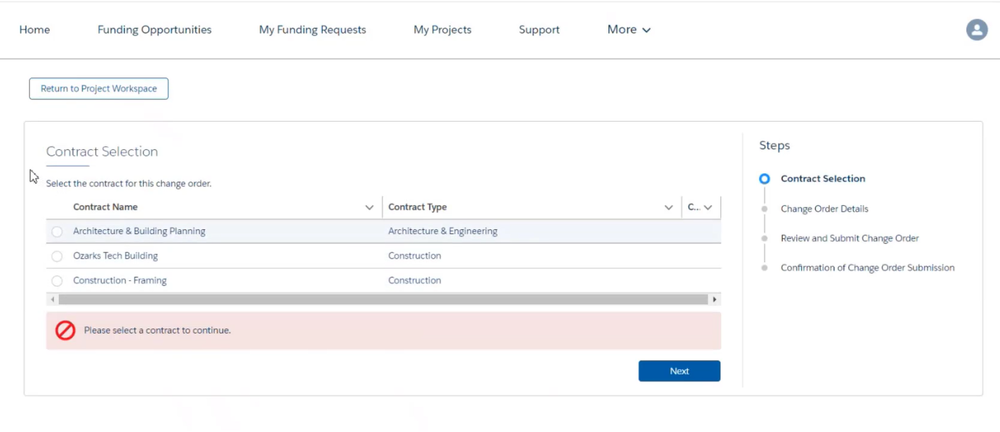 Home Funding Opportunities My Funding Requests My Projects Support More
Return to Project Workspace
Contract Selection
Select the contract for this change order.
Contract Name Contract Type C...
Architecture & Building Planning Architecture & Engineering
Ozarks Tech Building Construction
Construction - Framing Construction
Please select a contract to continue.
Next
Steps
Contract Selection
Change Order Details
Review and Submit Change Order
Confirmation of Change Order Submission